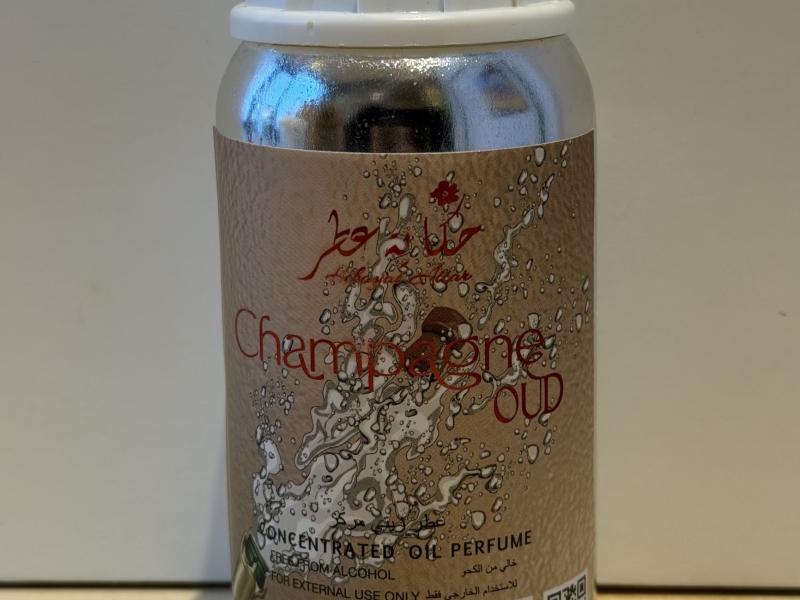 حكاية عطر
Champagne
OUD
عطر زيتي مركز
CONCENTRATED OIL PERFUME
FREE FROM ALCOHOL خالي من الكحو
FOR EXTERNAL USE ONLY للاستخدام الخارجي فقط